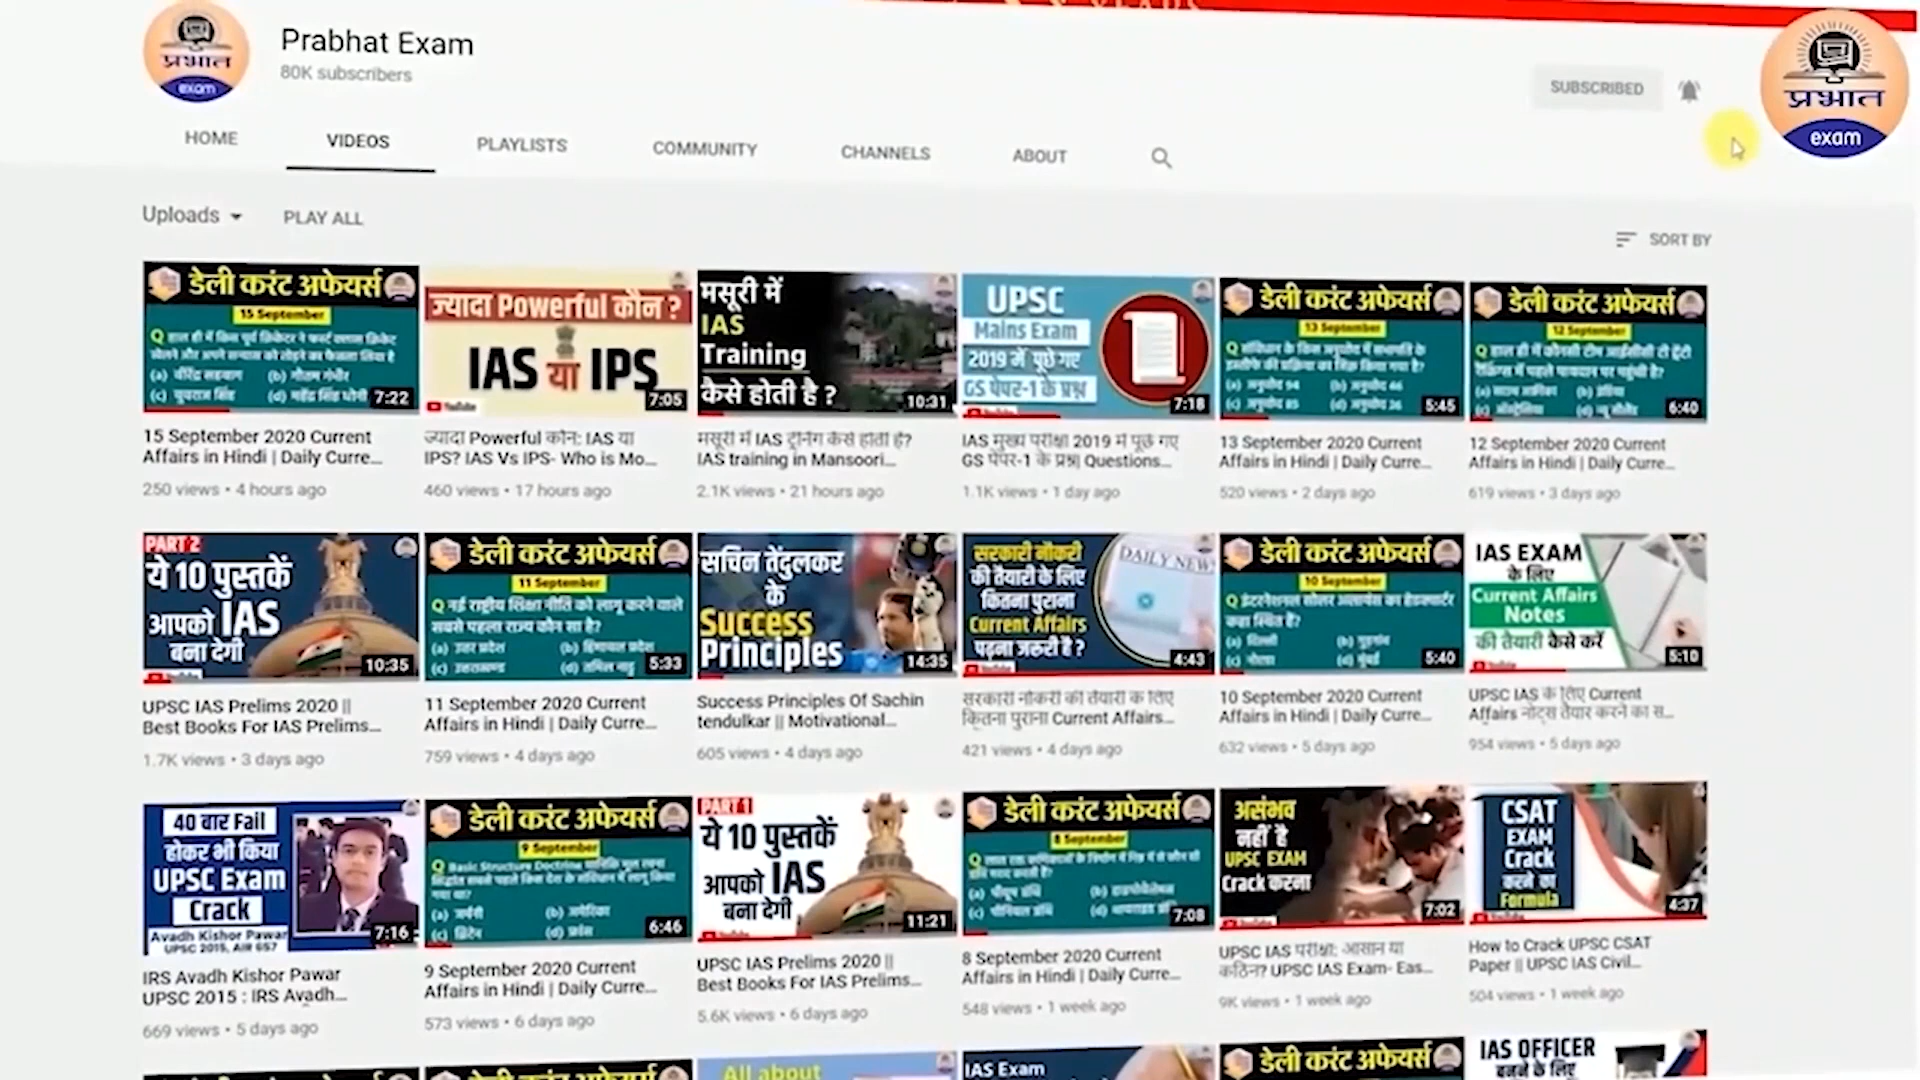 Prabhat Exam
80K subscribers
प्रभात
exam
SUBSCRIBED
प्रभात
exam
HOME
VIDEOS
PLAYLISTS
COMMUNITY
CHANNELS
ABOUT
Uploads
PLAY ALL
SORT BY
डेली करंट अफेयर्स
15 September
7:22
ज्यादा Powerful कौन ?
IAS या IPS
7:05
मसूरी में
IAS
Training
कैसे होती है ?
10:31
UPSC
Mains Exam
2019 में पूछे गए
GS पेपर-1 के प्रश्न
7:18
डेली करंट अफेयर्स
13 September
5:45
डेली करंट अफेयर्स
12 September
6:40
15 September 2020 Current
Affairs in Hindi | Daily Curre...
250 views • 4 hours ago
ज्यादा Powerful कौन: IAS या
IPS? IAS Vs IPS- Who is Mo...
460 views • 17 hours ago
मसूरी में IAS ट्रेनिंग कैसे होती है?
IAS training in Mansoori...
2.1K views • 21 hours ago
IAS मुख्य परीक्षा 2019 में पूछे गए
GS पेपर-1 के प्रश्न| Questions...
1.1K views • 1 day ago
13 September 2020 Current
Affairs in Hindi | Daily Curre...
520 views • 2 days ago
12 September 2020 Current
Affairs in Hindi | Daily Curre...
619 views • 3 days ago
PART 2
ये 10 पुस्तकें
आपको IAS
बना देगी
10:35
डेली करंट अफेयर्स
11 September
Q नई राष्ट्रीय शिक्षा नीति को लागू करने वाले
सबसे पहला राज्य कौन सा है?
(a) उत्तर प्रदेश (b) हिमाचल प्रदेश
(c) उत्तराखण्ड (d) तमिल नाडु
5:33
सचिन तेंदुलकर
के
Success
Principles
14:35
सरकारी नौकरी
की तैयारी के लिए
कितना पुराना
Current Affairs
पढ़ना जरूरी है ?
DAILY NEWS
4:43
डेली करंट अफेयर्स
10 September
5:40
IAS EXAM
के लिए
Current Affairs
Notes
की तैयारी कैसे करें
5:10
UPSC IAS Prelims 2020 ||
Best Books For IAS Prelims...
1.7K views • 3 days ago
11 September 2020 Current
Affairs in Hindi | Daily Curre...
759 views • 4 days ago
Success Principles Of Sachin
tendulkar || Motivational...
605 views • 4 days ago
सरकारी नौकरी की तैयारी के लिए
कितना पुराना Current Affairs...
421 views • 4 days ago
10 September 2020 Current
Affairs in Hindi | Daily Curre...
632 views • 5 days ago
UPSC IAS के लिए Current
Affairs नोट्स तैयार करने का स...
954 views • 5 days ago
40 बार Fail
होकर भी किया
UPSC Exam
Crack
Avadh Kishor Pawar
UPSC 2015, AIR 657
7:16
डेली करंट अफेयर्स
9 September
6:46
PART 1
ये 10 पुस्तकें
आपको IAS
बना देगी
11:21
डेली करंट अफेयर्स
8 September
7:08
असंभव
नहीं है
UPSC EXAM
Crack करना
7:02
CSAT
EXAM
Crack
करने का
Formula
4:37
IRS Avadh Kishor Pawar
UPSC 2015 : IRS Avadh...
669 views • 5 days ago
9 September 2020 Current
Affairs in Hindi | Daily Curre...
573 views • 6 days ago
UPSC IAS Prelims 2020 ||
Best Books For IAS Prelims...
5.6K views • 6 days ago
8 September 2020 Current
Affairs in Hindi | Daily Curre...
548 views • 1 week ago
UPSC IAS परीक्षा: आसान या
कठिन? UPSC IAS Exam- Eas...
9K views • 1 week ago
How to Crack UPSC CSAT
Paper || UPSC IAS Civil...
504 views • 1 week ago
All about
IAS Exam
डेली करंट अफेयर्स
IAS OFFICER
बनने के लिए